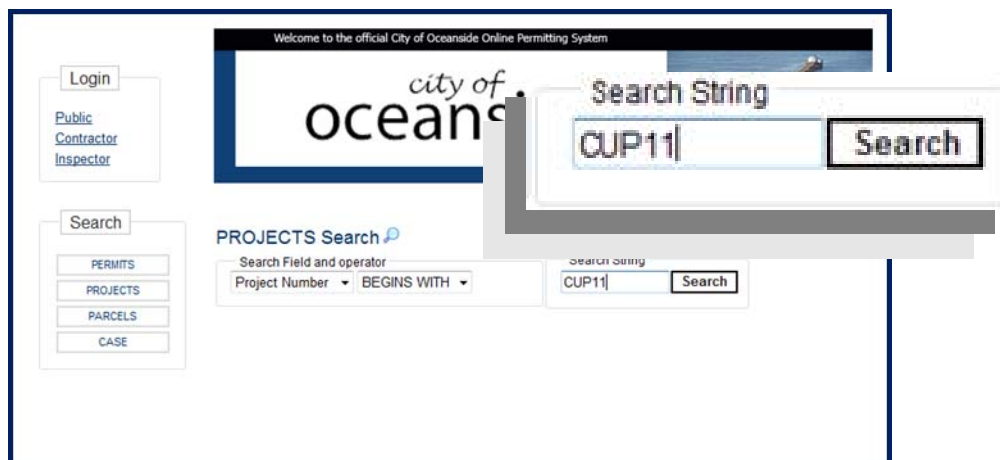 Welcome to the official City of Oceanside Online Permitting System
city of
oceans
Login
Public
Contractor
Inspector
Search String
CUP11
Search
Search
PERMITS
PROJECTS
PARCELS
CASE
PROJECTS Search
Search Field and operator
Project Number BEGINS WITH
Search String
CUP11 Search